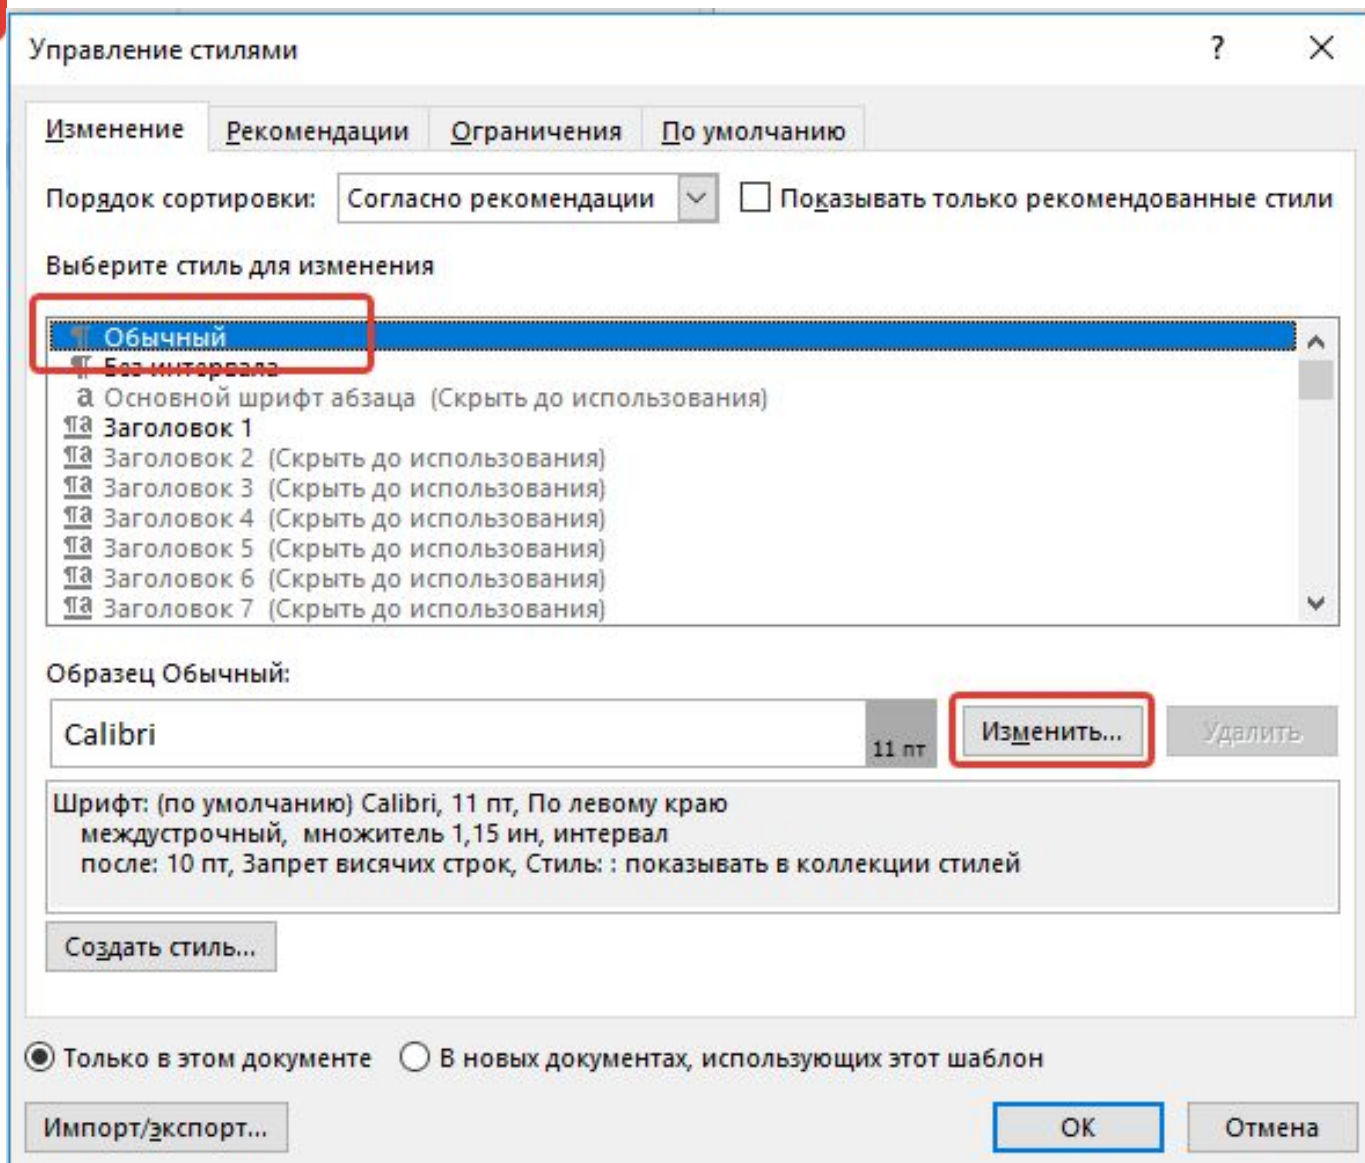 Управление стилями ?
Изменение Рекомендации Ограничения По умолчанию
Порядок сортировки: Согласно рекомендации Показывать только рекомендованные стили
Выберите стиль для изменения
Обычный
Без интервала
a Основной шрифт абзаца (Скрыть до использования)
¶a Заголовок 1
¶a Заголовок 2 (Скрыть до использования)
¶a Заголовок 3 (Скрыть до использования)
¶a Заголовок 4 (Скрыть до использования)
¶a Заголовок 5 (Скрыть до использования)
¶a Заголовок 6 (Скрыть до использования)
¶a Заголовок 7 (Скрыть до использования)
Образец Обычный:
Calibri 11 пт Изменить... Удалить
Шрифт: (по умолчанию) Calibri, 11 пт, По левому краю
междустрочный, множитель 1,15 ин, интервал
после: 10 пт, Запрет висячих строк, Стиль: : показывать в коллекции стилей
Создать стиль...
Только в этом документе В новых документах, использующих этот шаблон
Импорт/экспорт... ОК Отмена